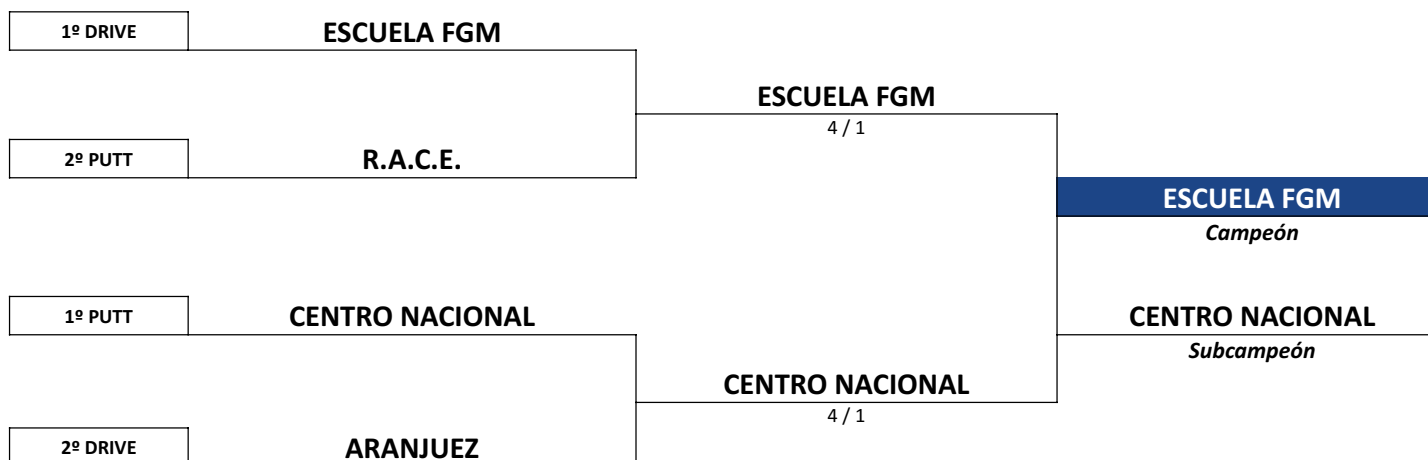 1º DRIVE
ESCUELA FGM
ESCUELA FGM
4 / 1
2º PUTT
R.A.C.E.
ESCUELA FGM
Campeón
1º PUTT
CENTRO NACIONAL
CENTRO NACIONAL
Subcampeón
CENTRO NACIONAL
4 / 1
2º DRIVE
ARANJUEZ